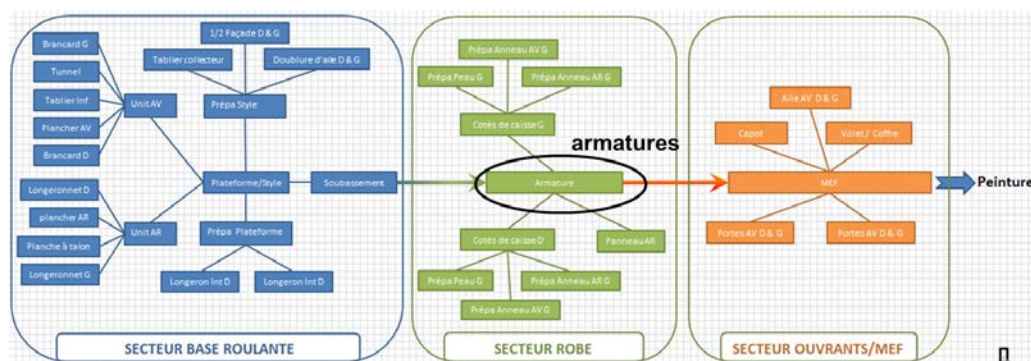 1/2 Façade D & G
Brancard G
Tunnel
Tablier collecteur
Doublure d'aile D & G
Tablier Inf
Unit AV
Prépa Style
Plancher AV
Brancard D
Longeronnet D
Plateforme/Style
Soubassement
plancher AR
Unit AR
Prépa Plateforme
Planche à talon
Longeronnet G
Longeron Int D
Longeron Int D
SECTEUR BASE ROULANTE
Prépa Anneau AV G
Prépa Peau G
Prépa Anneau AR G
Cotés de caisse G
armatures
Armature
Cotés de caisse D
Panneau AR
Prépa Peau G
Prépa Anneau AR G
Prépa Anneau AV G
SECTEUR ROBE
Aile AV D & G
Capot
Volet / Coffre
MEF
Peinture
Portes AV D & G
Portes AV D & G
SECTEUR OUVRANTS/MEF